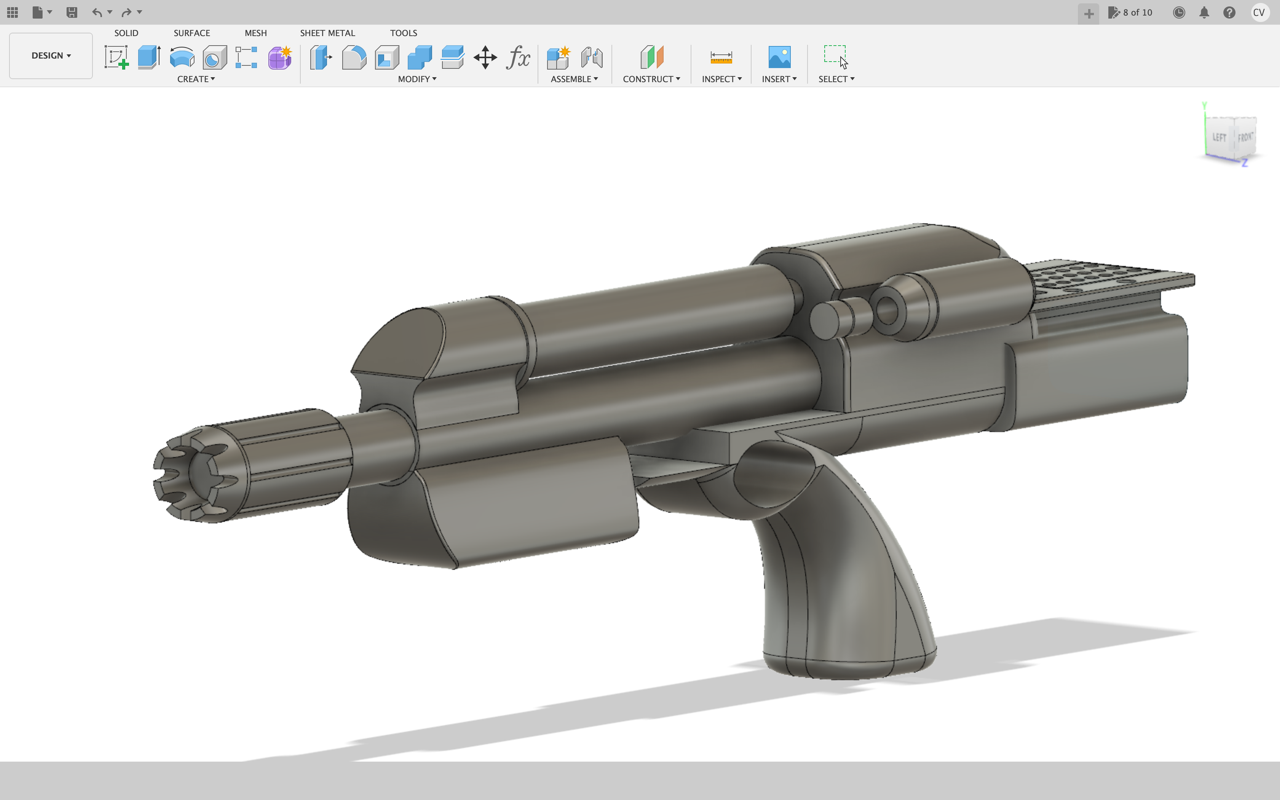 8 of 10
CV
SOLID
SURFACE
MESH
SHEET METAL
TOOLS
DESIGN
fx
CREATE
MODIFY
ASSEMBLE
CONSTRUCT
INSPECT
INSERT
SELECT
Y
LEFT
FRONT
Z